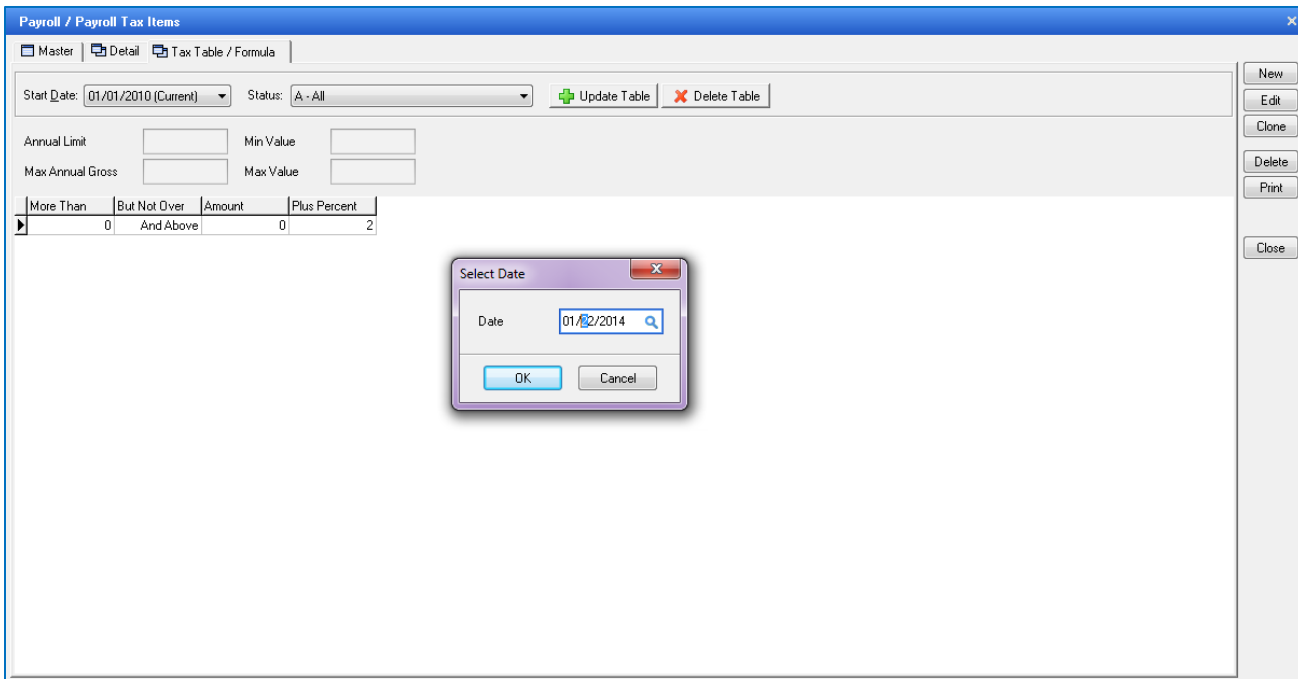 Payroll / Payroll Tax Items
Master Detail Tax Table / Formula
New
Start Date: 01/01/2010 (Current) Status: A - All Update Table Delete Table
Edit
Clone
Annual Limit Min Value
Delete
Max Annual Gross Max Value
Print
More Than But Not Over Amount Plus Percent
0 And Above 0 2
Close
Select Date
Date 01/22/2014
OK Cancel